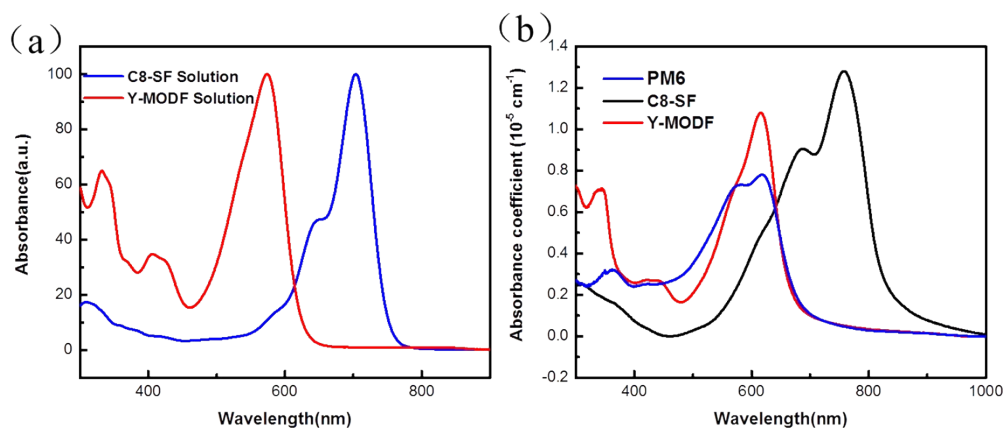 (a)
C8-SF Solution
Y-MODF Solution
100
80
60
40
20
0
Absorbance(a.u.)
400
600
800
Wavelength(nm)
(b)
PM6
C8-SF
Y-MODF
1.4
1.2
1.0
0.8
0.6
0.4
0.2
0.0
-0.2
Absorbance coefficient (10⁻⁵ cm⁻¹)
400
600
800
1000
Wavelength(nm)